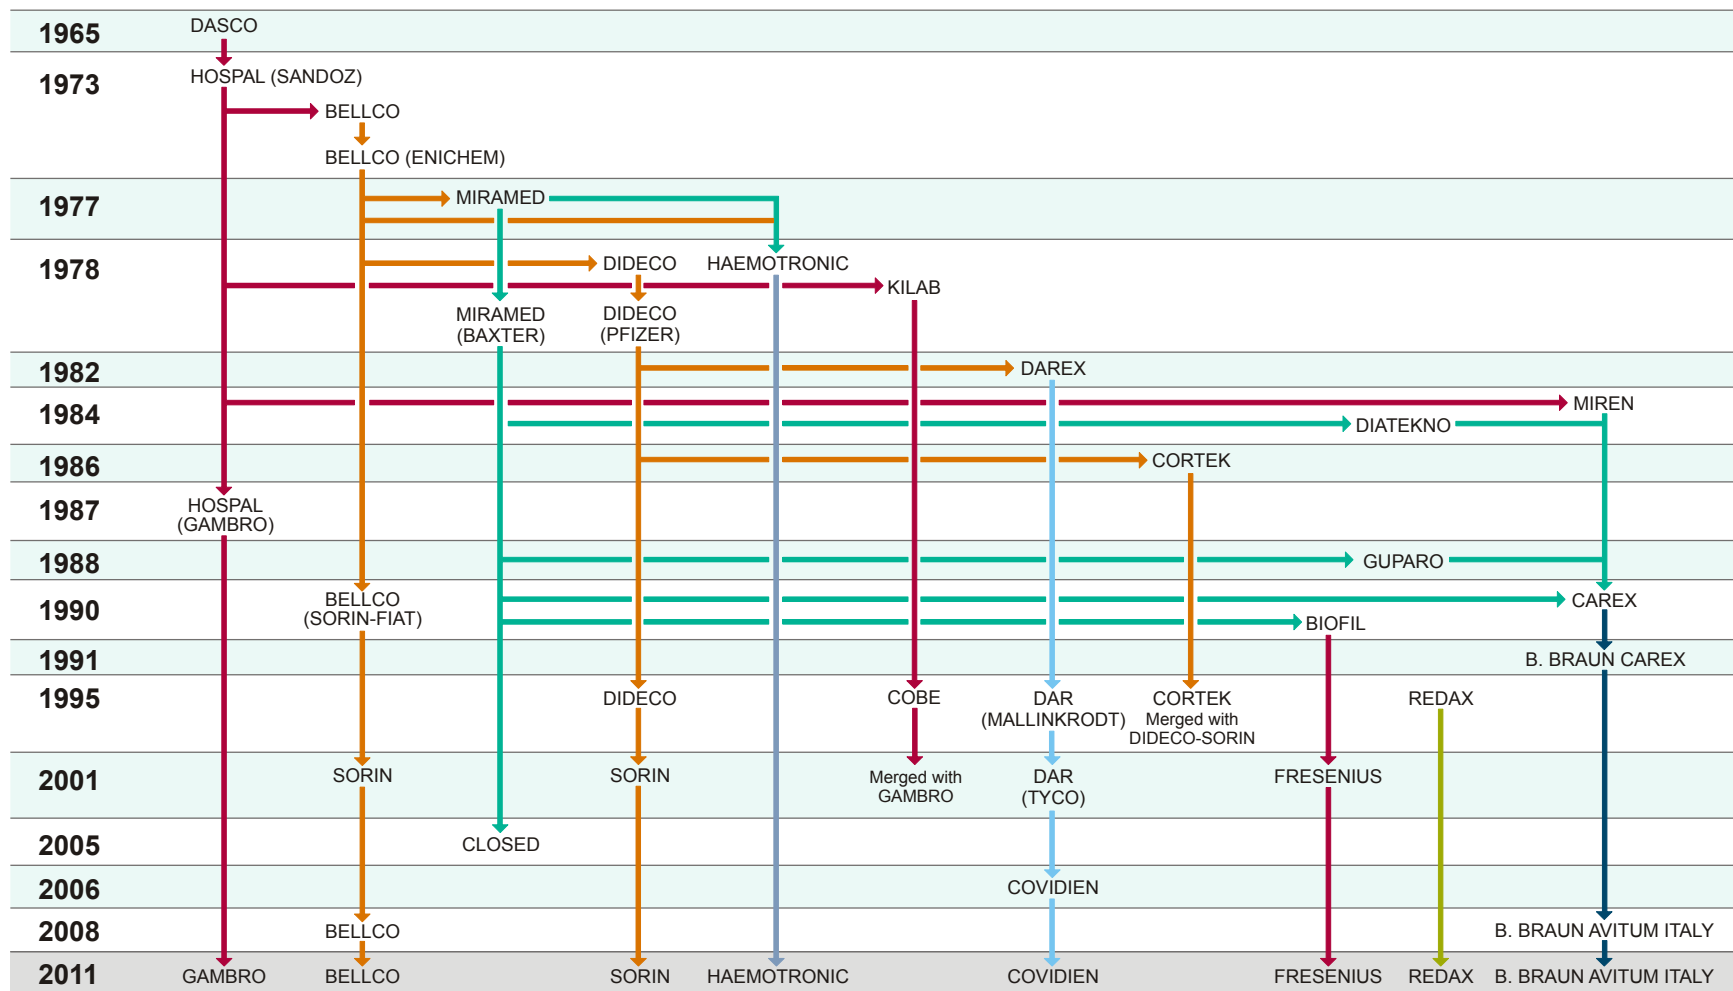 1965
DASCO
1973
HOSPAL (SANDOZ)
BELLCO
BELLCO (ENICHEM)
1977
MIRAMED
1978
DIDECO
HAEMOTRONIC
KILAB
MIRAMED
(BAXTER)
DIDECO
(PFIZER)
1982
DAREX
1984
MIREN
DIATEKNO
1986
CORTEK
1987
HOSPAL
(GAMBRO)
1988
GUPARO
1990
BELLCO
(SORIN-FIAT)
CAREX
BIOFIL
1991
B. BRAUN CAREX
1995
DIDECO
COBE
DAR
(MALLINKRODT)
CORTEK
Merged with
DIDECO-SORIN
REDAX
2001
SORIN
SORIN
Merged with
GAMBRO
DAR
(TYCO)
FRESENIUS
2005
CLOSED
2006
COVIDIEN
2008
BELLCO
B. BRAUN AVITUM ITALY
2011
GAMBRO
BELLCO
SORIN
HAEMOTRONIC
COVIDIEN
FRESENIUS
REDAX
B. BRAUN AVITUM ITALY